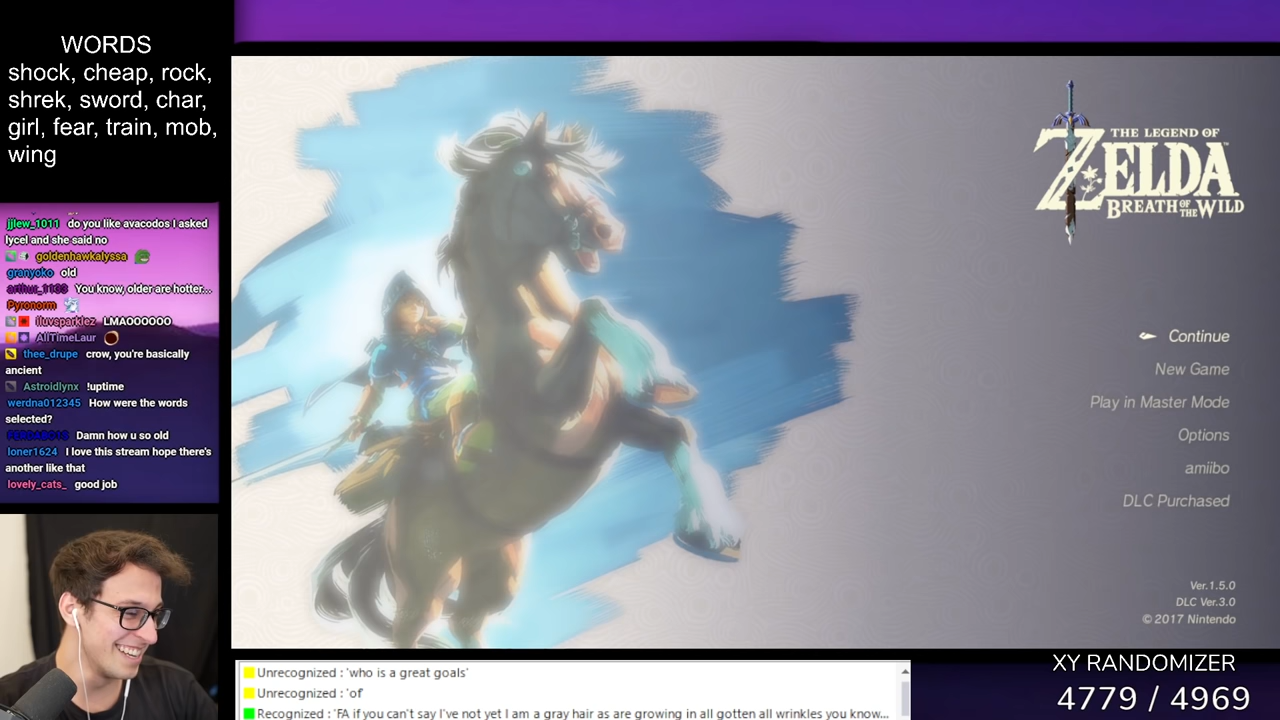 WORDS
shock, cheap, rock,
shrek, sword, char,
girl, fear, train, mob,
wing
jjlew_1011 do you like avacodos I asked
lycel and she said no
goldenhawkalyssa
granyoko old
arthur_1103 You know, older are hotter...
Pyronorm
iluvsparklez LMAOOOOOO
AllTimeLaur
thee_drupe crow, you're basically
ancient
Astroidlynx !uptime
werdna012345 How were the words
selected?
Damn how u so old
loner1624 I love this stream hope there's
another like that
lovely_cats_ good job
THE LEGEND OF
ZELDA
BREATH OF THE WILD
Continue
New Game
Play in Master Mode
Options
amiibo
DLC Purchased
Ver.1.5.0
DLC Ver.3.0
© 2017 Nintendo
Unrecognized : 'who is a great goals'
Unrecognized : 'of'
Recognized : 'FA if you can't say I've not yet I am a gray hair as are growing in all gotten all wrinkles you know...
XY RANDOMIZER
4779 / 4969